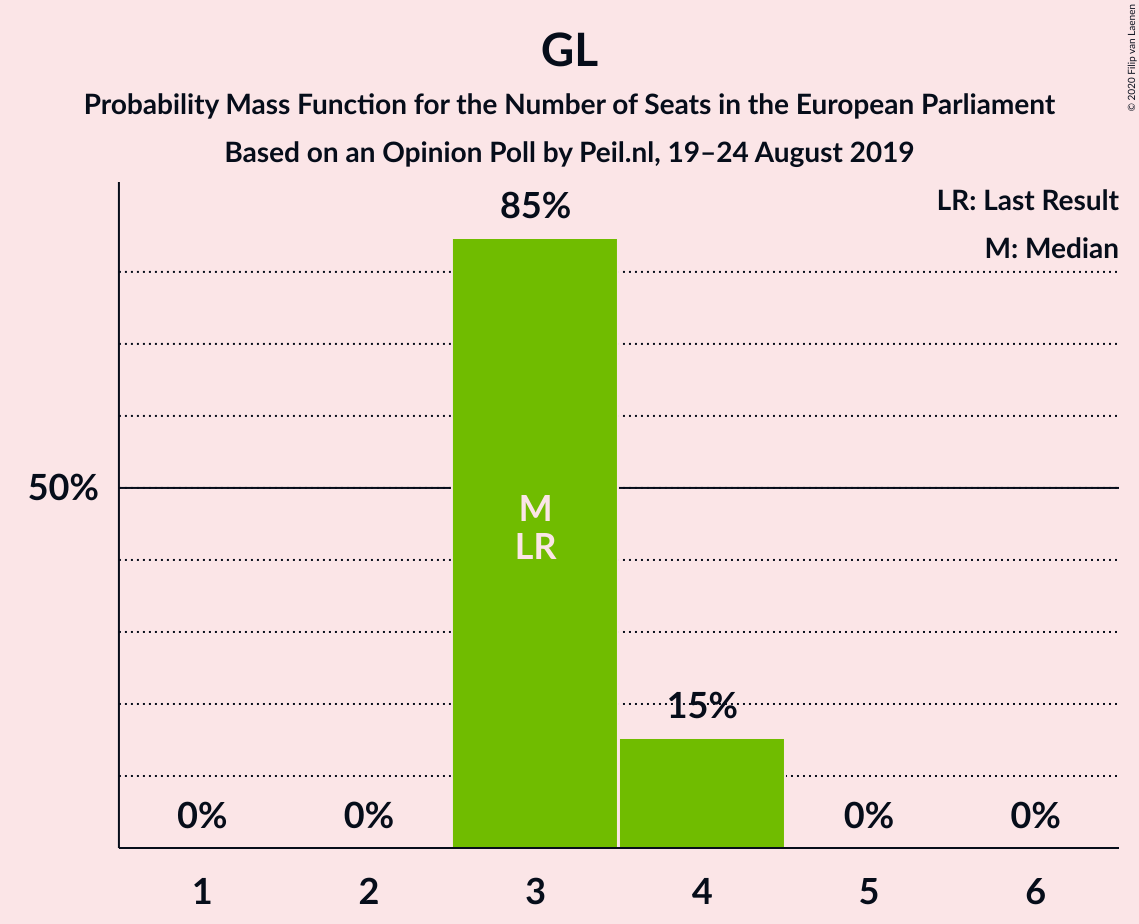 GL
Probability Mass Function for the Number of Seats in the European Parliament
Based on an Opinion Poll by Peil.nl, 19–24 August 2019
© 2020 Filip van Laenen
LR: Last Result
M: Median
85%
50%
M
LR
15%
0%
0%
0%
0%
1
2
3
4
5
6